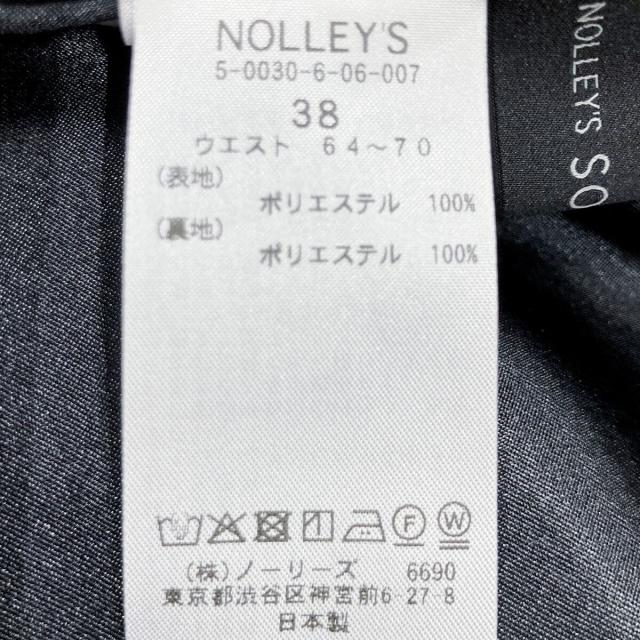 NOLLEY'S
5-0030-6-06-007
38
ウエスト 64〜70
(表地)
ポリエステル 100%
(裏地)
ポリエステル 100%
F W
(株)ノーリーズ 6690
東京都渋谷区神宮前6-27-8
日本製
NOLLEY'S SO